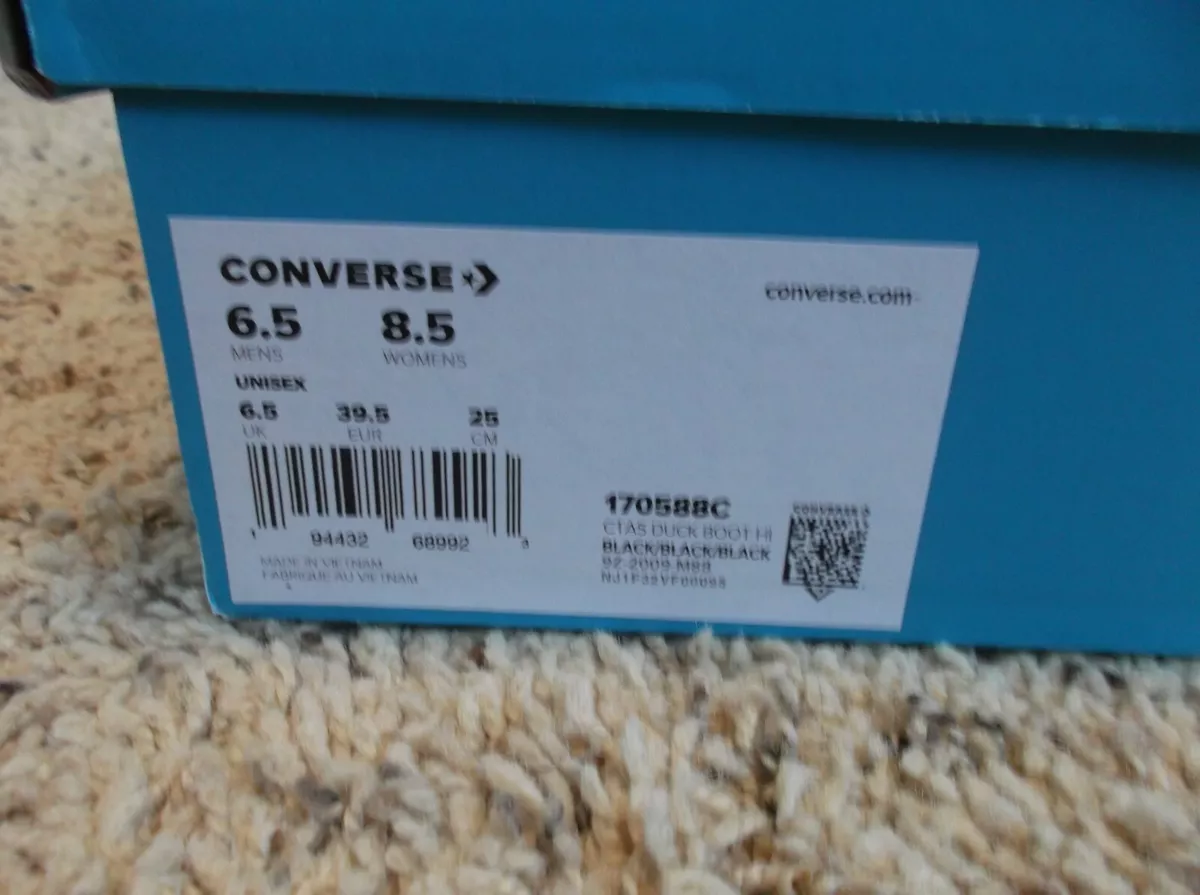 CONVERSE
converse.com
6.5 8.5
MENS WOMENS
UNISEX
6.5 39.5 25
UK EUR CM
1 94432 68992 3
MADE IN VIETNAM
FABRIQUE AU VIETNAM
170588C
CTAS DUCK BOOT HI
BLACK/BLACK/BLACK
CONVERSE